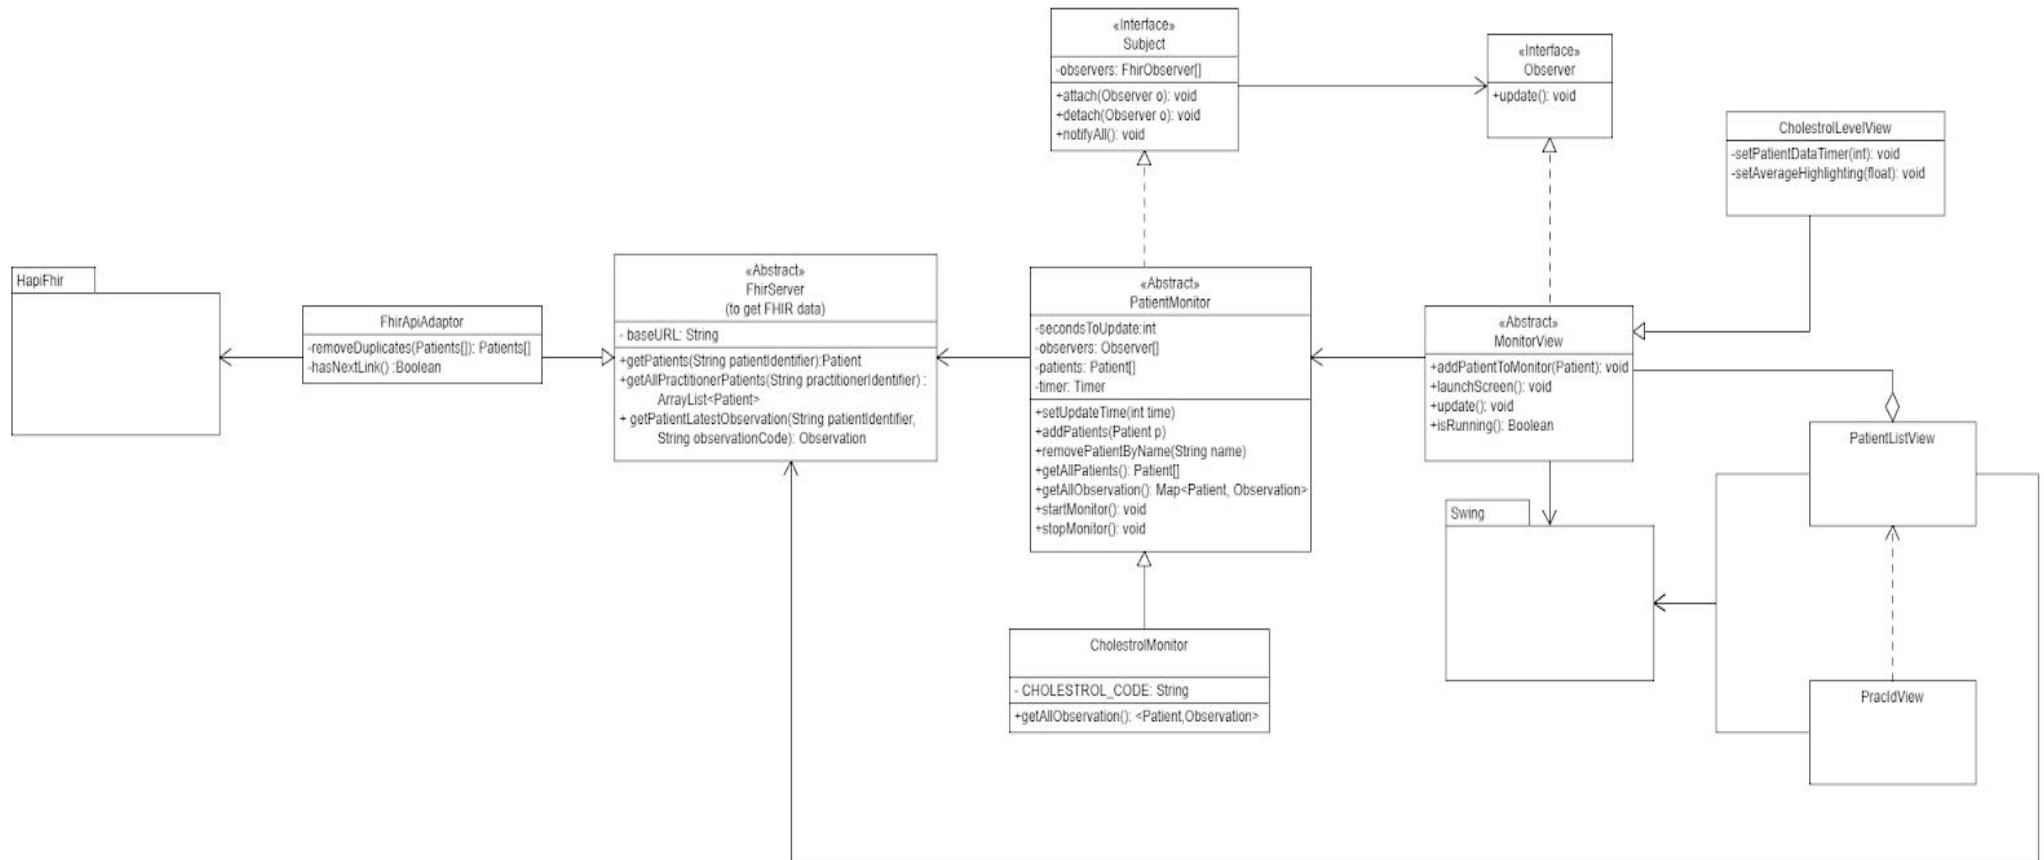 «Interface»
Subject
-observers: FhirObserver[]
+attach(Observer o): void
+detach(Observer o): void
+notifyAll(): void
«Interface»
Observer
+update(): void
CholestrolLevelView
-setPatientDataTimer(int): void
-setAverageHighlighting(float): void
HapiFhir
FhirApiAdaptor
-removeDuplicates(Patients[]): Patients[]
-hasNextLink() :Boolean
«Abstract»
FhirServer
(to get FHIR data)
- baseURL: String
+getPatients(String patientIdentifier):Patient
+getAllPractitionerPatients(String practitionerIdentifier) :
ArrayList<Patient>
+ getPatientLatestObservation(String patientIdentifier,
String observationCode): Observation
«Abstract»
PatientMonitor
-secondsToUpdate:int
-observers: Observer[]
-patients: Patient[]
-timer: Timer
+setUpdateTime(int time)
+addPatients(Patient p)
+removePatientByName(String name)
+getAllPatients(): Patient[]
+getAllObservation(): Map<Patient, Observation>
+startMonitor(): void
+stopMonitor(): void
«Abstract»
MonitorView
+addPatientToMonitor(Patient): void
+launchScreen(): void
+update(): void
+isRunning(): Boolean
PatientListView
Swing
CholestrolMonitor
- CHOLESTROL_CODE: String
+getAllObservation(): <Patient,Observation>
PracIdView